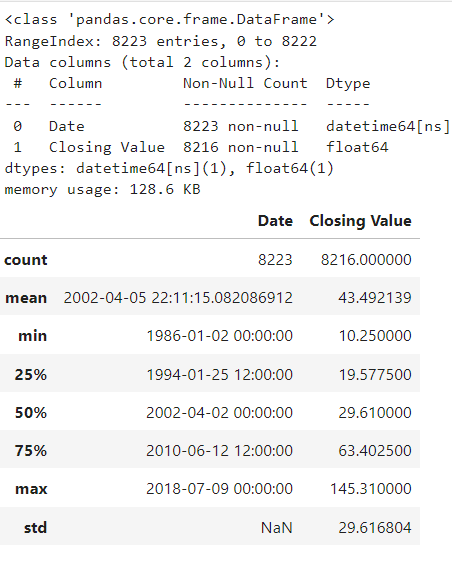 <class 'pandas.core.frame.DataFrame'>
RangeIndex: 8223 entries, 0 to 8222
Data columns (total 2 columns):
 #   Column         Non-Null Count  Dtype
---  ------         --------------  -----
 0   Date           8223 non-null   datetime64[ns]
 1   Closing Value  8216 non-null   float64
dtypes: datetime64[ns](1), float64(1)
memory usage: 128.6 KB
Date Closing Value
count 8223 8216.000000
mean 2002-04-05 22:11:15.082086912 43.492139
min 1986-01-02 00:00:00 10.250000
25% 1994-01-25 12:00:00 19.577500
50% 2002-04-02 00:00:00 29.610000
75% 2010-06-12 12:00:00 63.402500
max 2018-07-09 00:00:00 145.310000
std NaN 29.616804